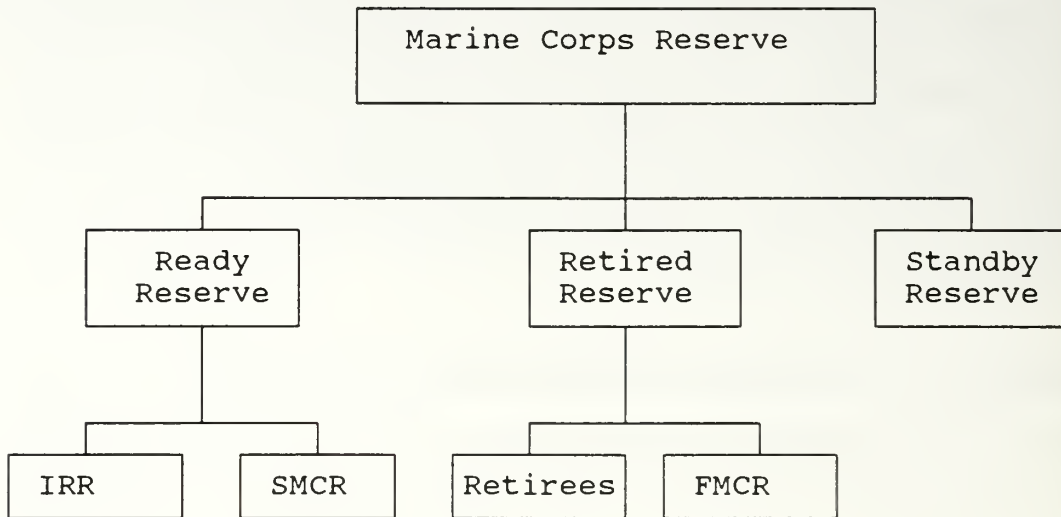 Marine Corps Reserve
Ready
Reserve
Retired
Reserve
Standby
Reserve
IRR
SMCR
Retirees
FMCR